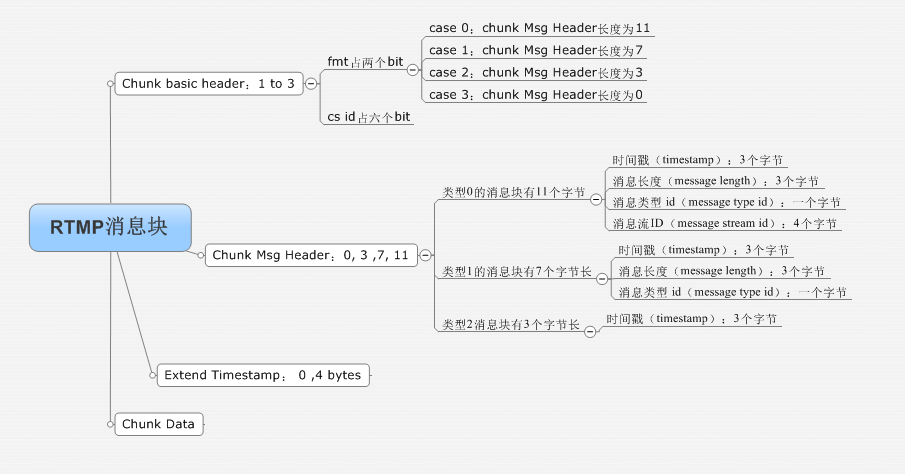 RTMP消息块
Chunk basic header：1 to 3
fmt占两个bit
case 0：chunk Msg Header长度为11
case 1：chunk Msg Header长度为7
case 2：chunk Msg Header长度为3
case 3：chunk Msg Header长度为0
cs id占六个bit
Chunk Msg Header：0, 3 ,7, 11
类型0的消息块有11个字节
时间戳（timestamp）：3个字节
消息长度（message length）：3个字节
消息类型 id（message type id）：一个字节
消息流ID（message stream id）：4个字节
类型1的消息块有7个字节长
时间戳（timestamp）：3个字节
消息长度（message length）：3个字节
消息类型 id（message type id）：一个字节
类型2消息块有3个字节长
时间戳（timestamp）：3个字节
Extend Timestamp： 0 ,4 bytes
Chunk Data